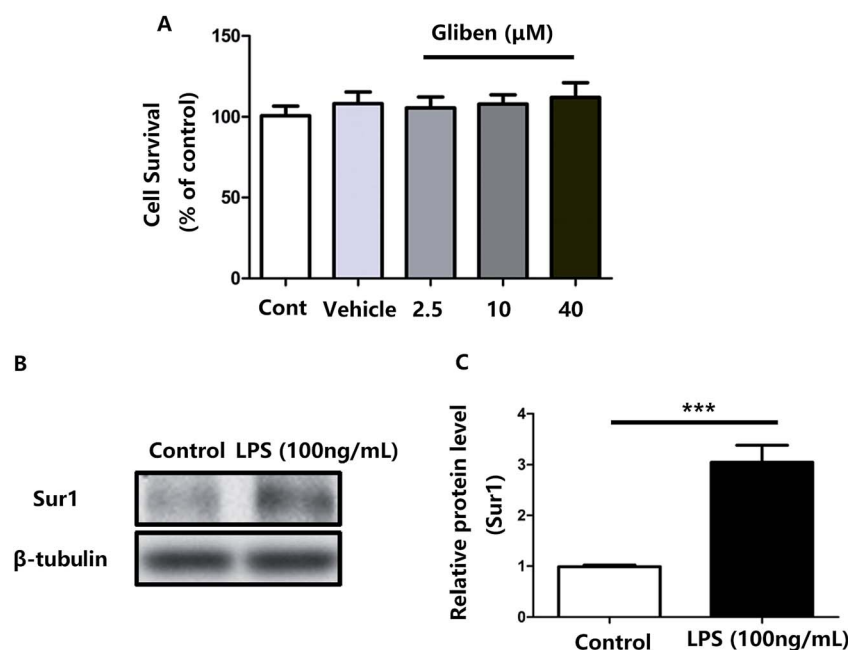 A
Gliben (μM)
Cell Survival
(% of control)
150
100
50
0
Cont Vehicle 2.5 10 40
B
Control LPS (100ng/mL)
Sur1
β-tubulin
C
***
Relative protein level
(Sur1)
4
3
2
1
0
Control LPS (100ng/mL)